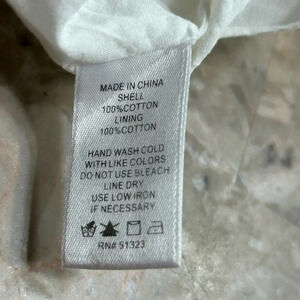 MADE IN CHINA
SHELL
100%COTTON
LINING
100%COTTON
HAND WASH COLD
WITH LIKE COLORS
DO NOT USE BLEACH
LINE DRY
USE LOW IRON
IF NECESSARY
RN# 51323